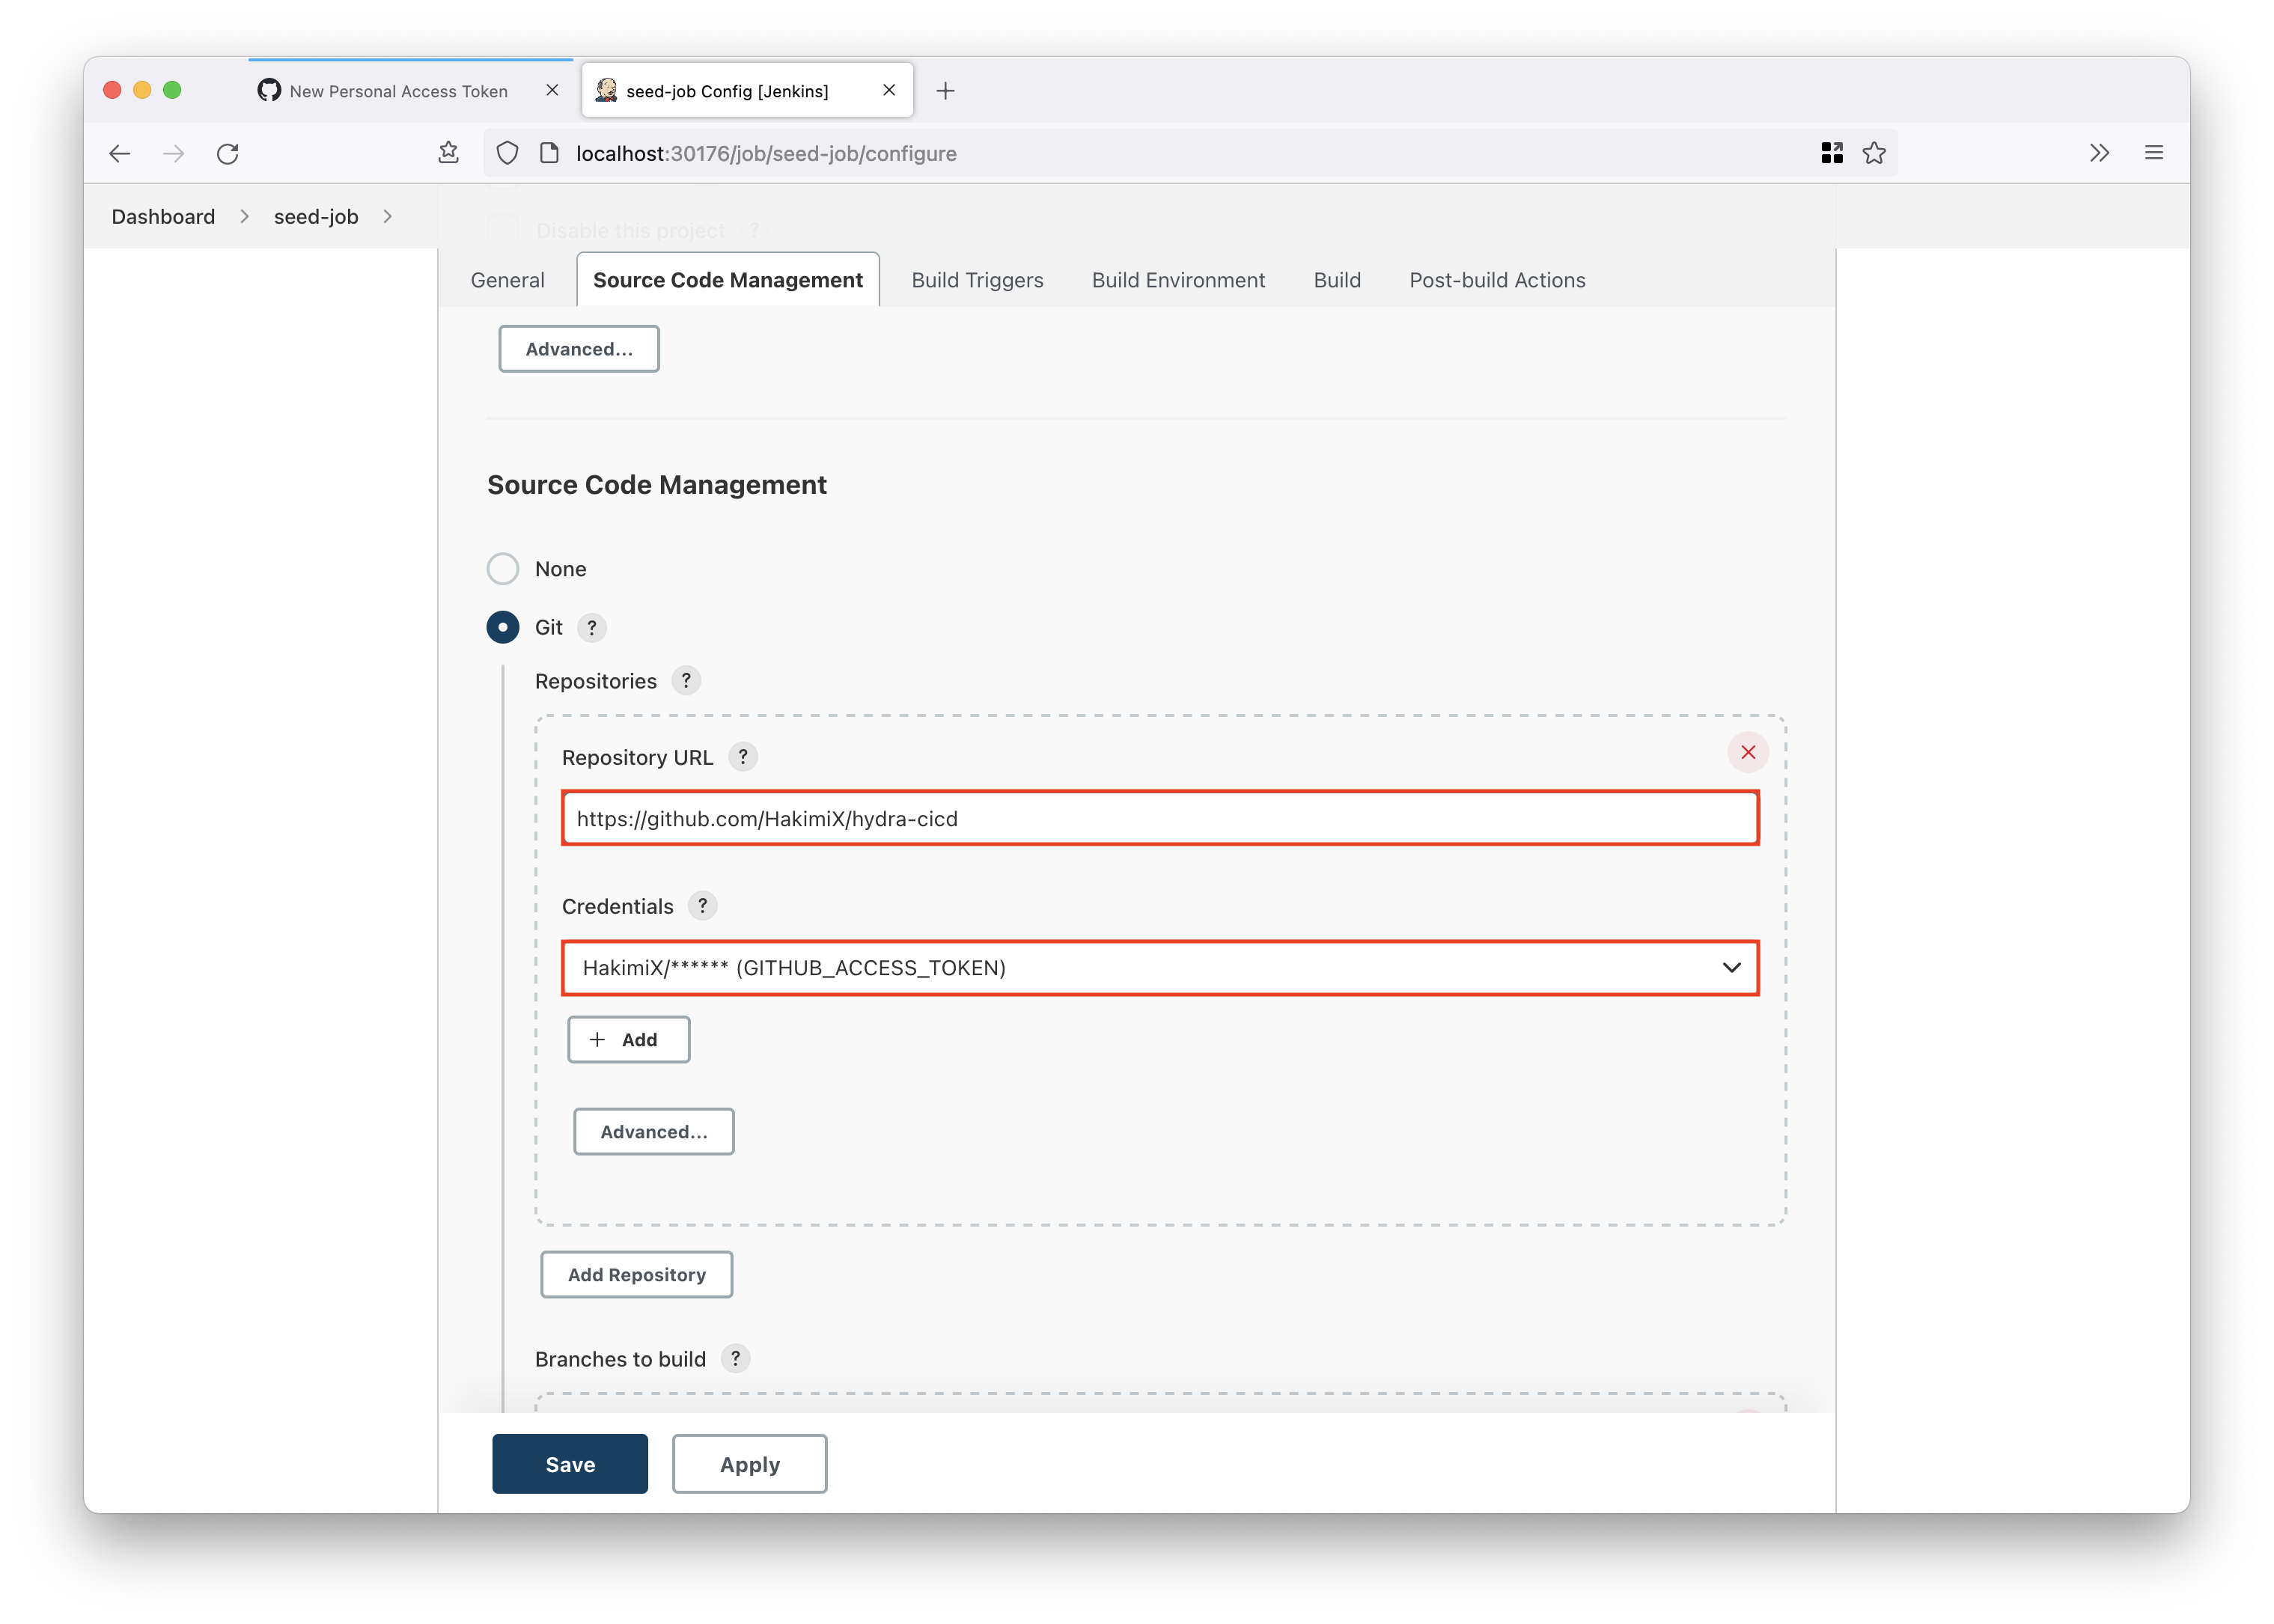 New Personal Access Token
seed-job Config [Jenkins]
localhost:30176/job/seed-job/configure
Dashboard
seed-job
Disable this project ?
General
Source Code Management
Build Triggers
Build Environment
Build
Post-build Actions
Advanced...
Source Code Management
None
Git ?
Repositories ?
Repository URL ?
https://github.com/HakimiX/hydra-cicd
Credentials ?
HakimiX/****** (GITHUB_ACCESS_TOKEN)
Add
Advanced...
Add Repository
Branches to build ?
Save
Apply